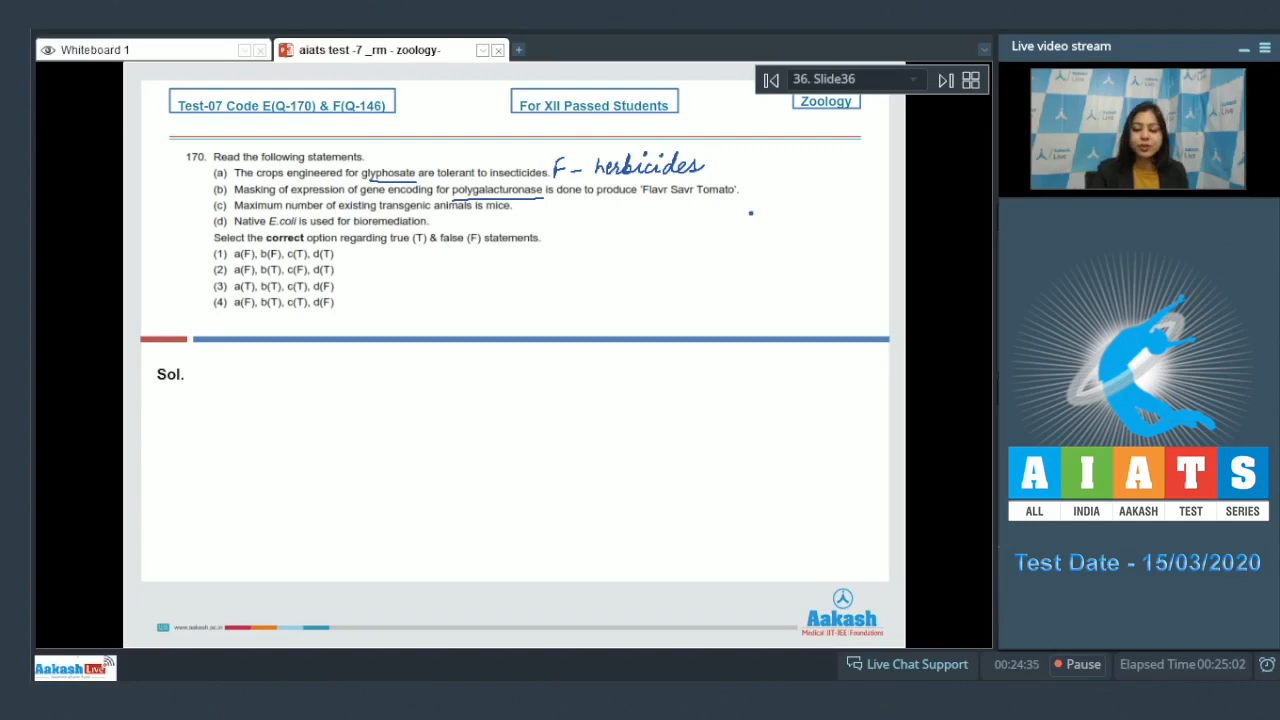 Whiteboard 1
aiats test -7 _rm - zoology-
Live video stream
36. Slide36
Test-07 Code E(Q-170) & F(Q-146)
For XII Passed Students
Zoology
170. Read the following statements.
(a) The crops engineered for glyphosate are tolerant to insecticides. F - herbicides
(b) Masking of expression of gene encoding for polygalacturonase is done to produce 'Flavr Savr Tomato'.
(c) Maximum number of existing transgenic animals is mice.
(d) Native E.coli is used for bioremediation.
Select the correct option regarding true (T) & false (F) statements.
(1) a(F), b(F), c(T), d(T)
(2) a(F), b(T), c(F), d(T)
(3) a(T), b(T), c(T), d(F)
(4) a(F), b(T), c(T), d(F)
Sol.
A I A T S
ALL INDIA AAKASH TEST SERIES
Test Date - 15/03/2020
www.aakash.ac.in
Aakash
Medical |IIT-JEE| Foundations
Aakash Live
Live Chat Support
00:24:35
Pause
Elapsed Time 00:25:02